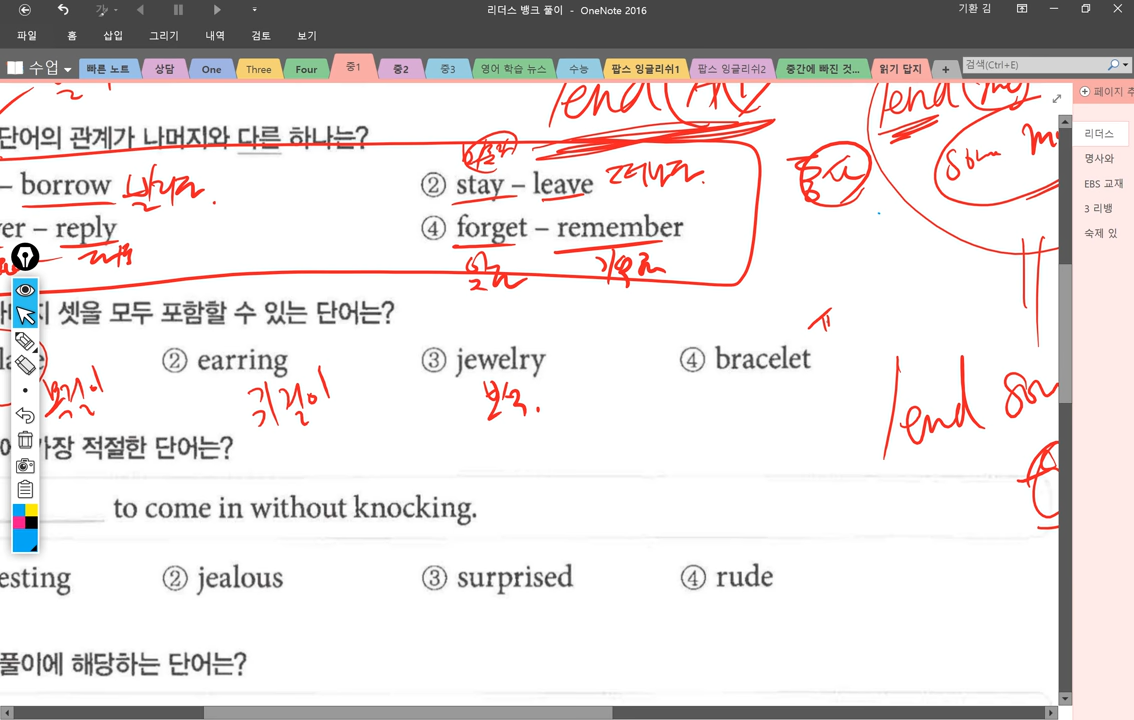 리더스 뱅크 풀이 - OneNote 2016
기환 김
파일 홈 삽입 그리기 내역 검토 보기
수업 빠른 노트 상담 One Three Four 중1 중2 중3 영어 학습 뉴스 수능 팝스 잉글리쉬1 팝스 잉글리쉬2 중간에 빠진 것... 읽기 답지 + 검색(Ctrl+E)
페이지 추
리더스
명사와
EBS 교재
3 리뱅
숙제 있
lend
lend
단어의 관계가 나머지와 다른 하나는?
동사
– borrow 빌리다.
② stay – leave 떠나다.
ver – reply
④ forget – remember
셋을 모두 포함할 수 있는 단어는?
② earring ③ jewelry ④ bracelet
목걸이 귀걸이 보석.
lend
가장 적절한 단어는?
to come in without knocking.
esting ② jealous ③ surprised ④ rude
풀이에 해당하는 단어는?